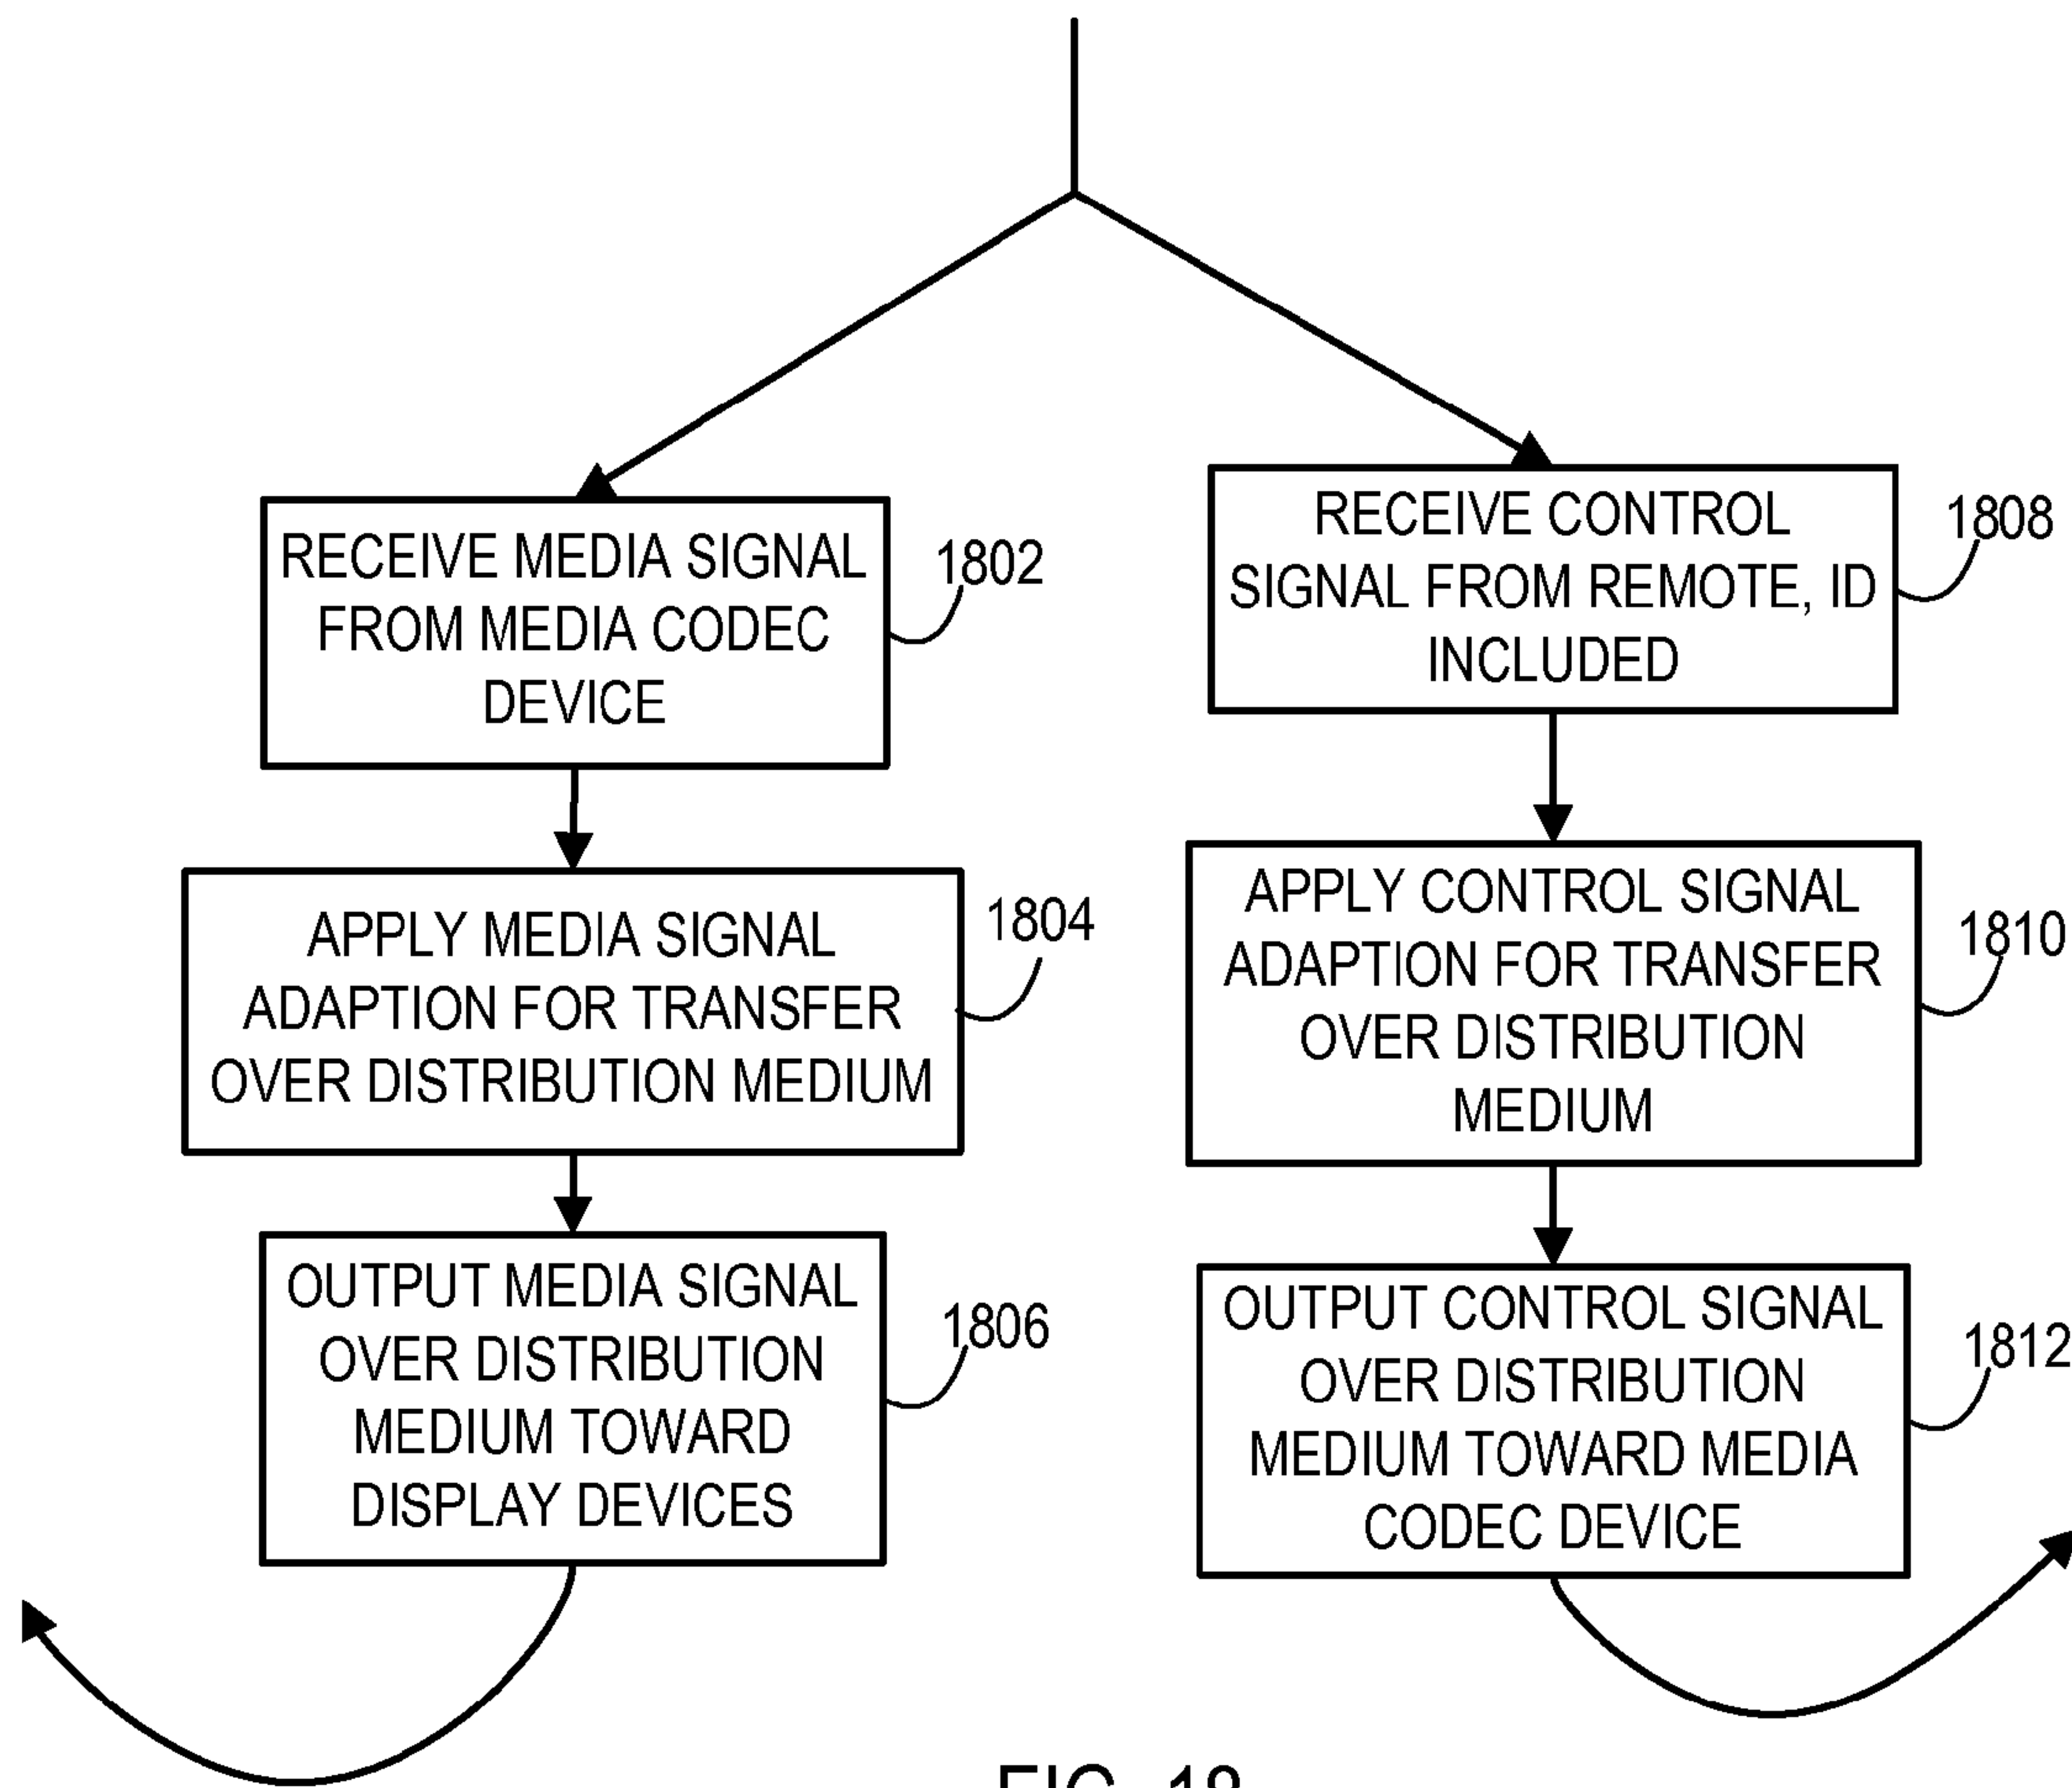 RECEIVE MEDIA SIGNAL
FROM MEDIA CODEC
DEVICE
1802
APPLY MEDIA SIGNAL
ADAPTION FOR TRANSFER
OVER DISTRIBUTION MEDIUM
1804
OUTPUT MEDIA SIGNAL
OVER DISTRIBUTION
MEDIUM TOWARD
DISPLAY DEVICES
1806
RECEIVE CONTROL
SIGNAL FROM REMOTE, ID
INCLUDED
1808
APPLY CONTROL SIGNAL
ADAPTION FOR TRANSFER
OVER DISTRIBUTION
MEDIUM
1810
OUTPUT CONTROL SIGNAL
OVER DISTRIBUTION
MEDIUM TOWARD MEDIA
CODEC DEVICE
1812
FIG. 18